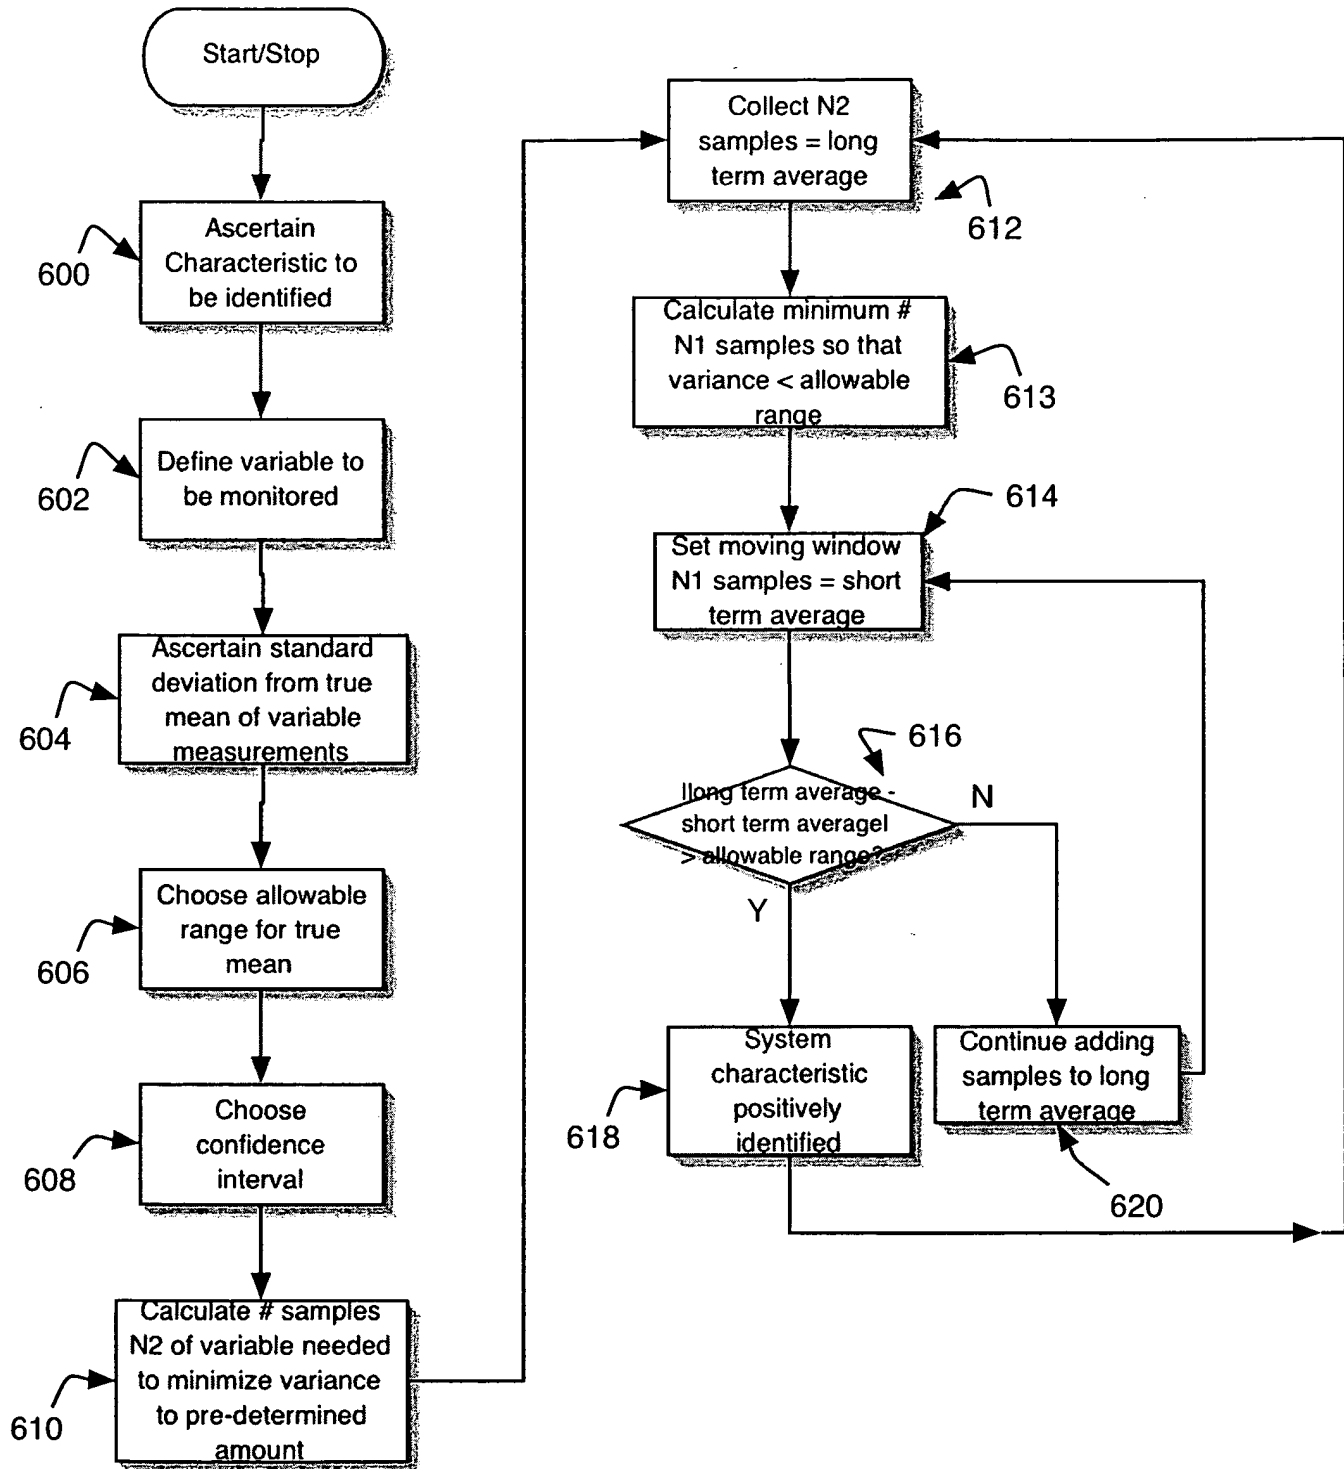 Start/Stop
Ascertain
Characteristic to
be identified
600
Define variable to
be monitored
602
Ascertain standard
deviation from true
mean of variable
measurements
604
Choose allowable
range for true
mean
606
Choose
confidence
interval
608
Calculate # samples
N2 of variable needed
to minimize variance
to pre-determined
amount
610
Collect N2
samples = long
term average
612
Calculate minimum #
N1 samples so that
variance < allowable
range
613
Set moving window
N1 samples = short
term average
614
|long term average -
short term average|
> allowable range?
616
N
Y
System
characteristic
positively
identified
618
Continue adding
samples to long
term average
620